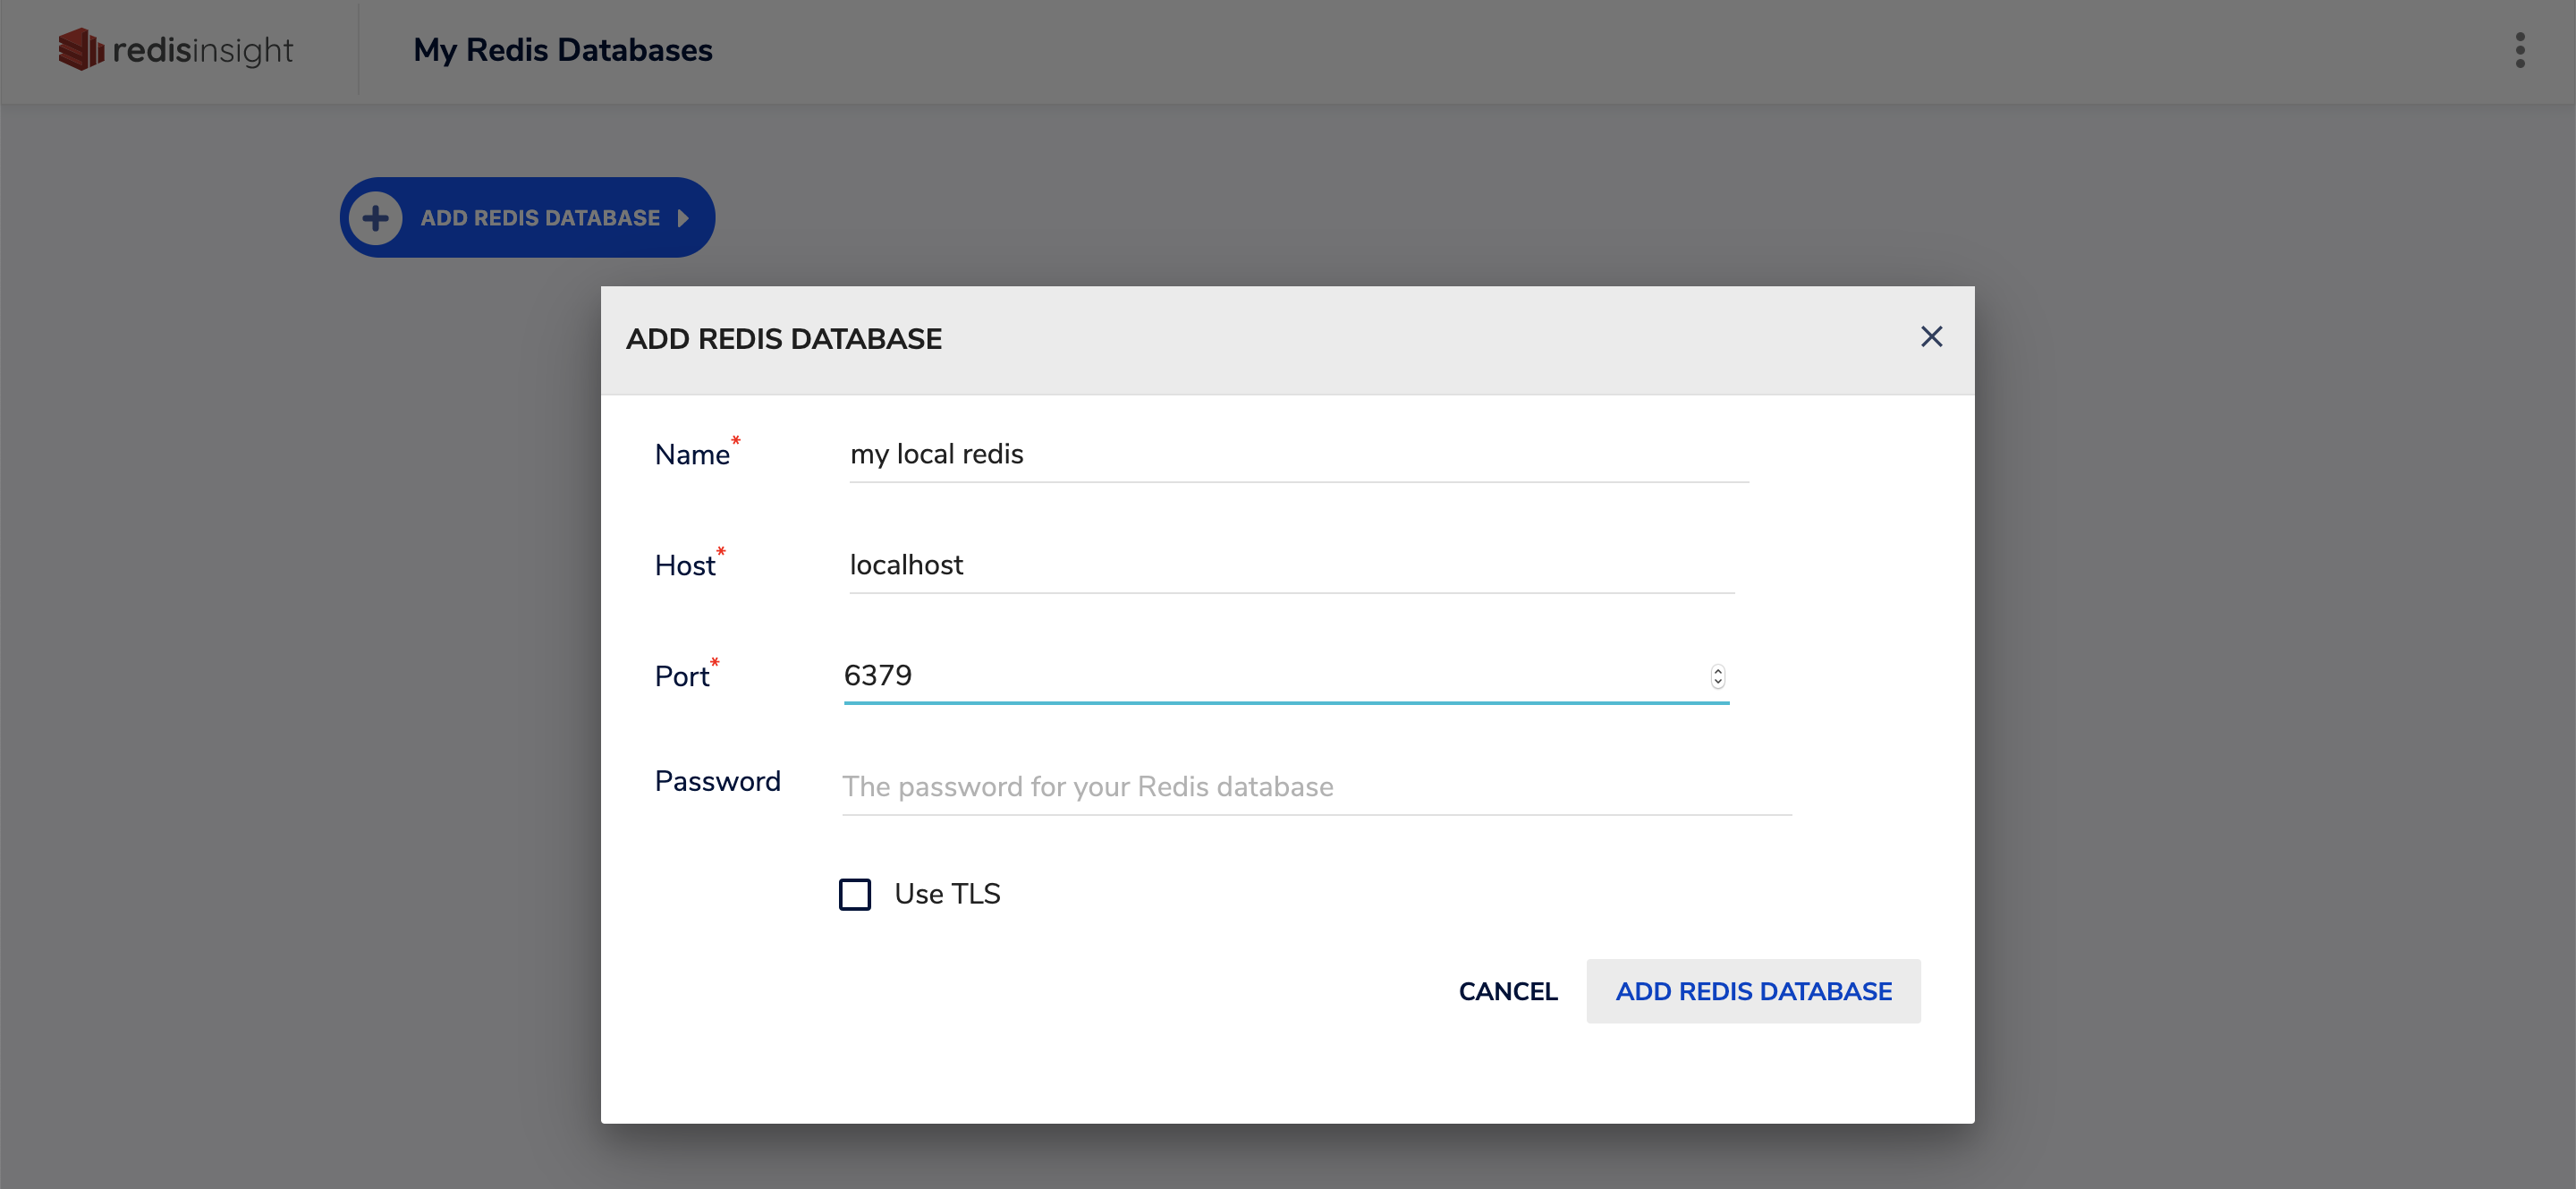 redisinsight
My Redis Databases
ADD REDIS DATABASE
ADD REDIS DATABASE
Name*
my local redis
Host*
localhost
Port*
6379
Password
The password for your Redis database
Use TLS
CANCEL
ADD REDIS DATABASE